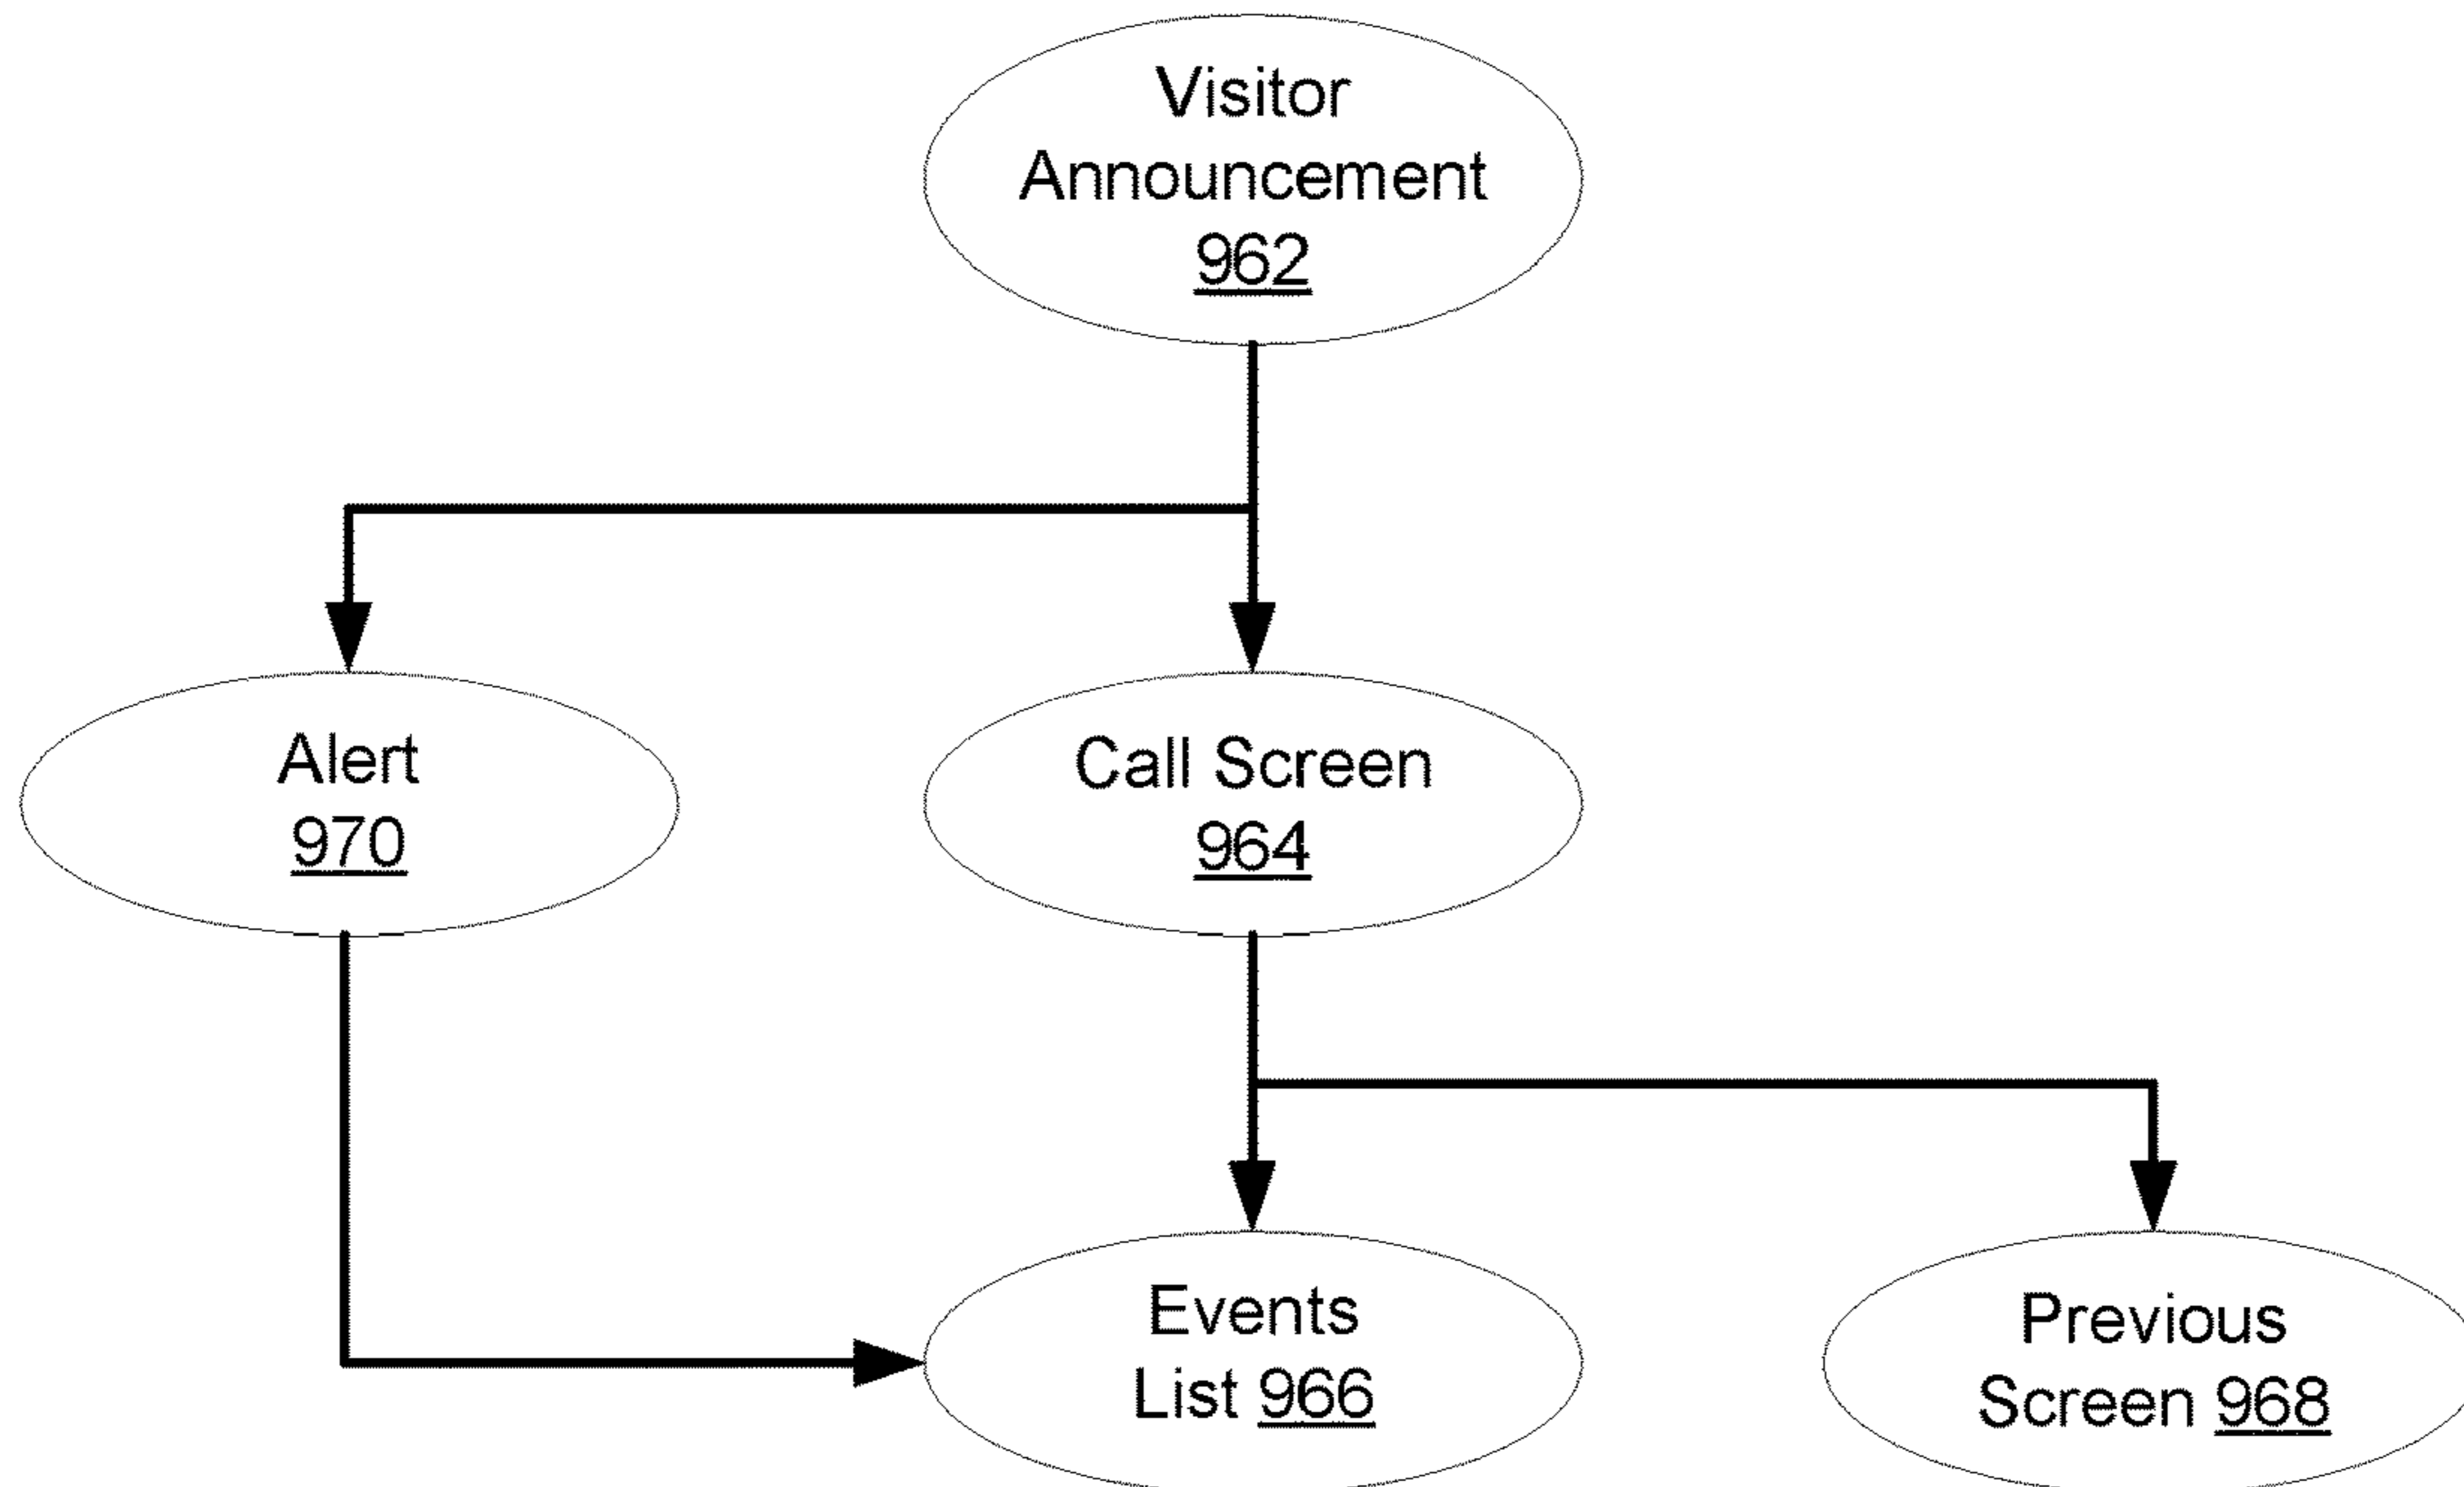 Visitor
Announcement
962
Alert
970
Call Screen
964
Events
List 966
Previous
Screen 968